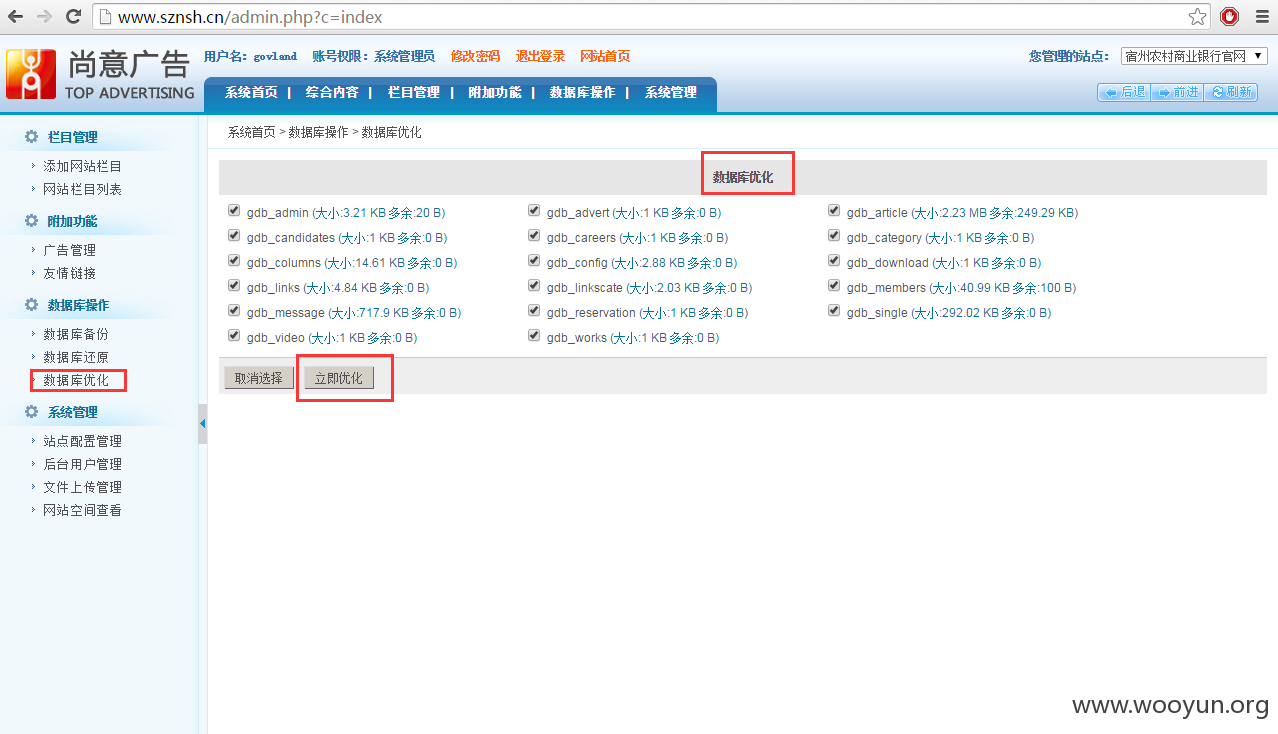 www.sznsh.cn/admin.php?c=index
尚意广告
TOP ADVERTISING
用户名：govland 账号权限：系统管理员 修改密码 退出登录 网站首页
您管理的站点： 宿州农村商业银行官网
系统首页 | 综合内容 | 栏目管理 | 附加功能 | 数据库操作 | 系统管理
后退 前进 刷新
栏目管理
添加网站栏目
网站栏目列表
附加功能
广告管理
友情链接
数据库操作
数据库备份
数据库还原
数据库优化
系统管理
站点配置管理
后台用户管理
文件上传管理
网站空间查看
系统首页 > 数据库操作 > 数据库优化
数据库优化
gdb_admin (大小:3.21 KB 多余:20 B) gdb_advert (大小:1 KB 多余:0 B) gdb_article (大小:2.23 MB 多余:249.29 KB)
gdb_candidates (大小:1 KB 多余:0 B) gdb_careers (大小:1 KB 多余:0 B) gdb_category (大小:1 KB 多余:0 B)
gdb_columns (大小:14.61 KB 多余:0 B) gdb_config (大小:2.88 KB 多余:0 B) gdb_download (大小:1 KB 多余:0 B)
gdb_links (大小:4.84 KB 多余:0 B) gdb_linkscate (大小:2.03 KB 多余:0 B) gdb_members (大小:40.99 KB 多余:100 B)
gdb_message (大小:717.9 KB 多余:0 B) gdb_reservation (大小:1 KB 多余:0 B) gdb_single (大小:292.02 KB 多余:0 B)
gdb_video (大小:1 KB 多余:0 B) gdb_works (大小:1 KB 多余:0 B)
取消选择 立即优化
www.wooyun.org